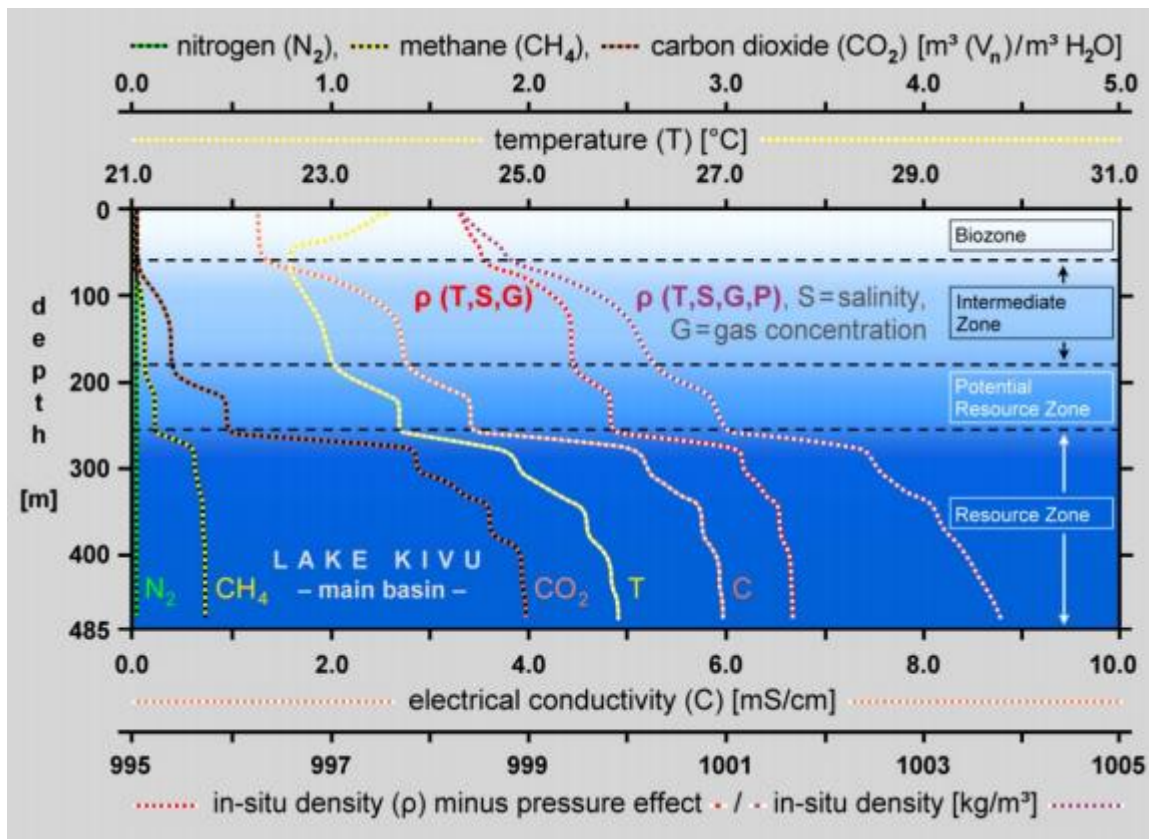 nitrogen (N₂), methane (CH₄), carbon dioxide (CO₂) [m³ (Vₙ)/m³ H₂O]
0.0 1.0 2.0 3.0 4.0 5.0
temperature (T) [°C]
21.0 23.0 25.0 27.0 29.0 31.0
0
Biozone
depth
100
ρ (T,S,G)
ρ (T,S,G,P), S=salinity,
G=gas concentration
Intermediate
Zone
200
Potential
Resource Zone
300
[m]
Resource Zone
400
LAKE KIVU
– main basin –
N₂ CH₄ CO₂ T C
485
0.0 2.0 4.0 6.0 8.0 10.0
electrical conductivity (C) [mS/cm]
995 997 999 1001 1003 1005
in-situ density (ρ) minus pressure effect / in-situ density [kg/m³]